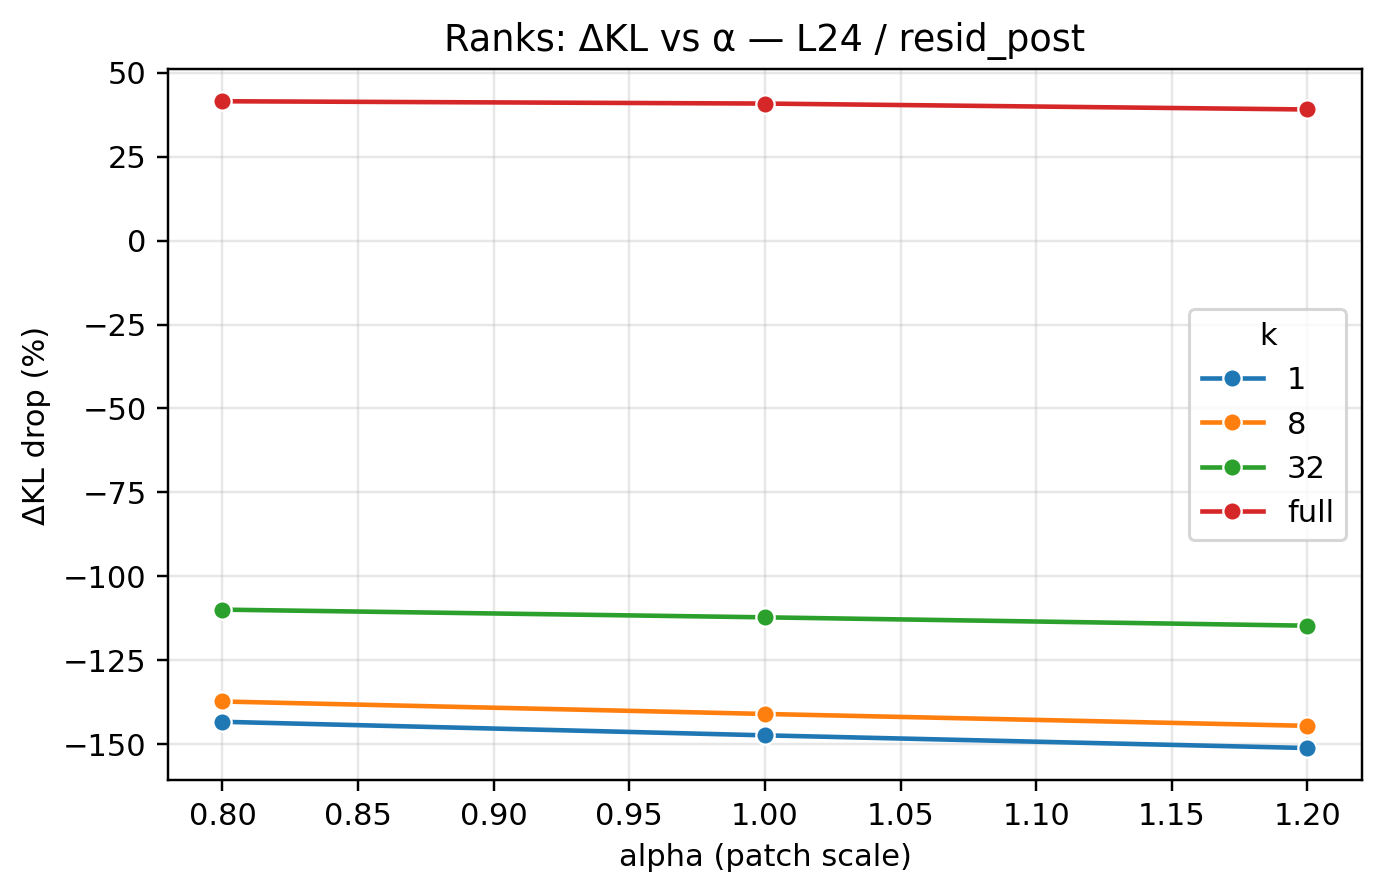 Ranks: ΔKL vs α — L24 / resid_post
ΔKL drop (%)
50
25
0
−25
−50
−75
−100
−125
−150
k
1
8
32
full
0.80 0.85 0.90 0.95 1.00 1.05 1.10 1.15 1.20
alpha (patch scale)